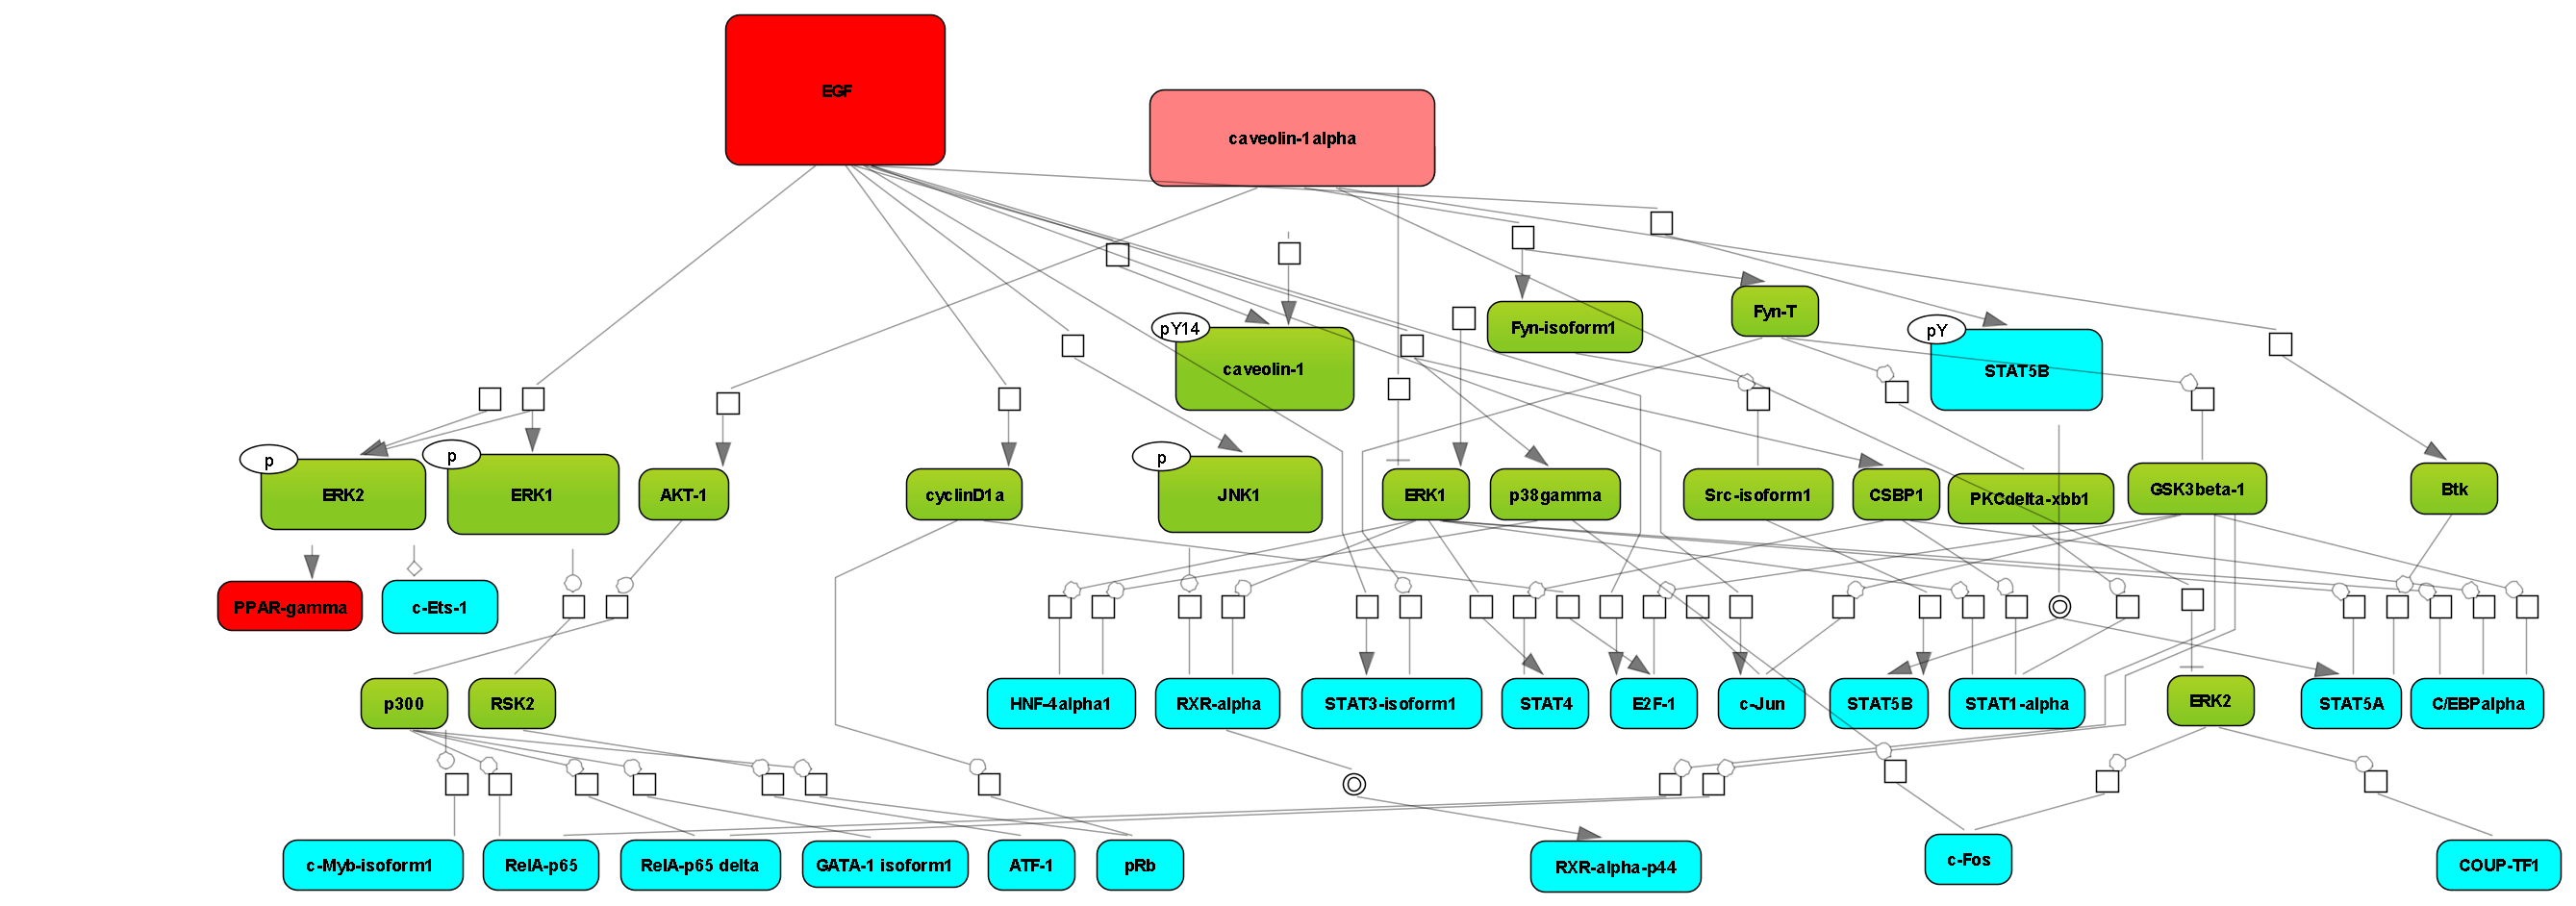 EGF
caveolin-1alpha
Fyn-isoform1
Fyn-T
pY14
caveolin-1
pY
STAT5B
p
ERK2
p
ERK1
AKT-1
cyclinD1a
p
JNK1
ERK1
p38gamma
Src-isoform1
CSBP1
PKCdelta-xbb1
GSK3beta-1
Btk
PPAR-gamma
c-Ets-1
p300
RSK2
HNF-4alpha1
RXR-alpha
STAT3-isoform1
STAT4
E2F-1
c-Jun
STAT5B
STAT1-alpha
ERK2
STAT5A
C/EBPalpha
c-Myb-isoform1
RelA-p65
RelA-p65 delta
GATA-1 isoform1
ATF-1
pRb
RXR-alpha-p44
c-Fos
COUP-TF1